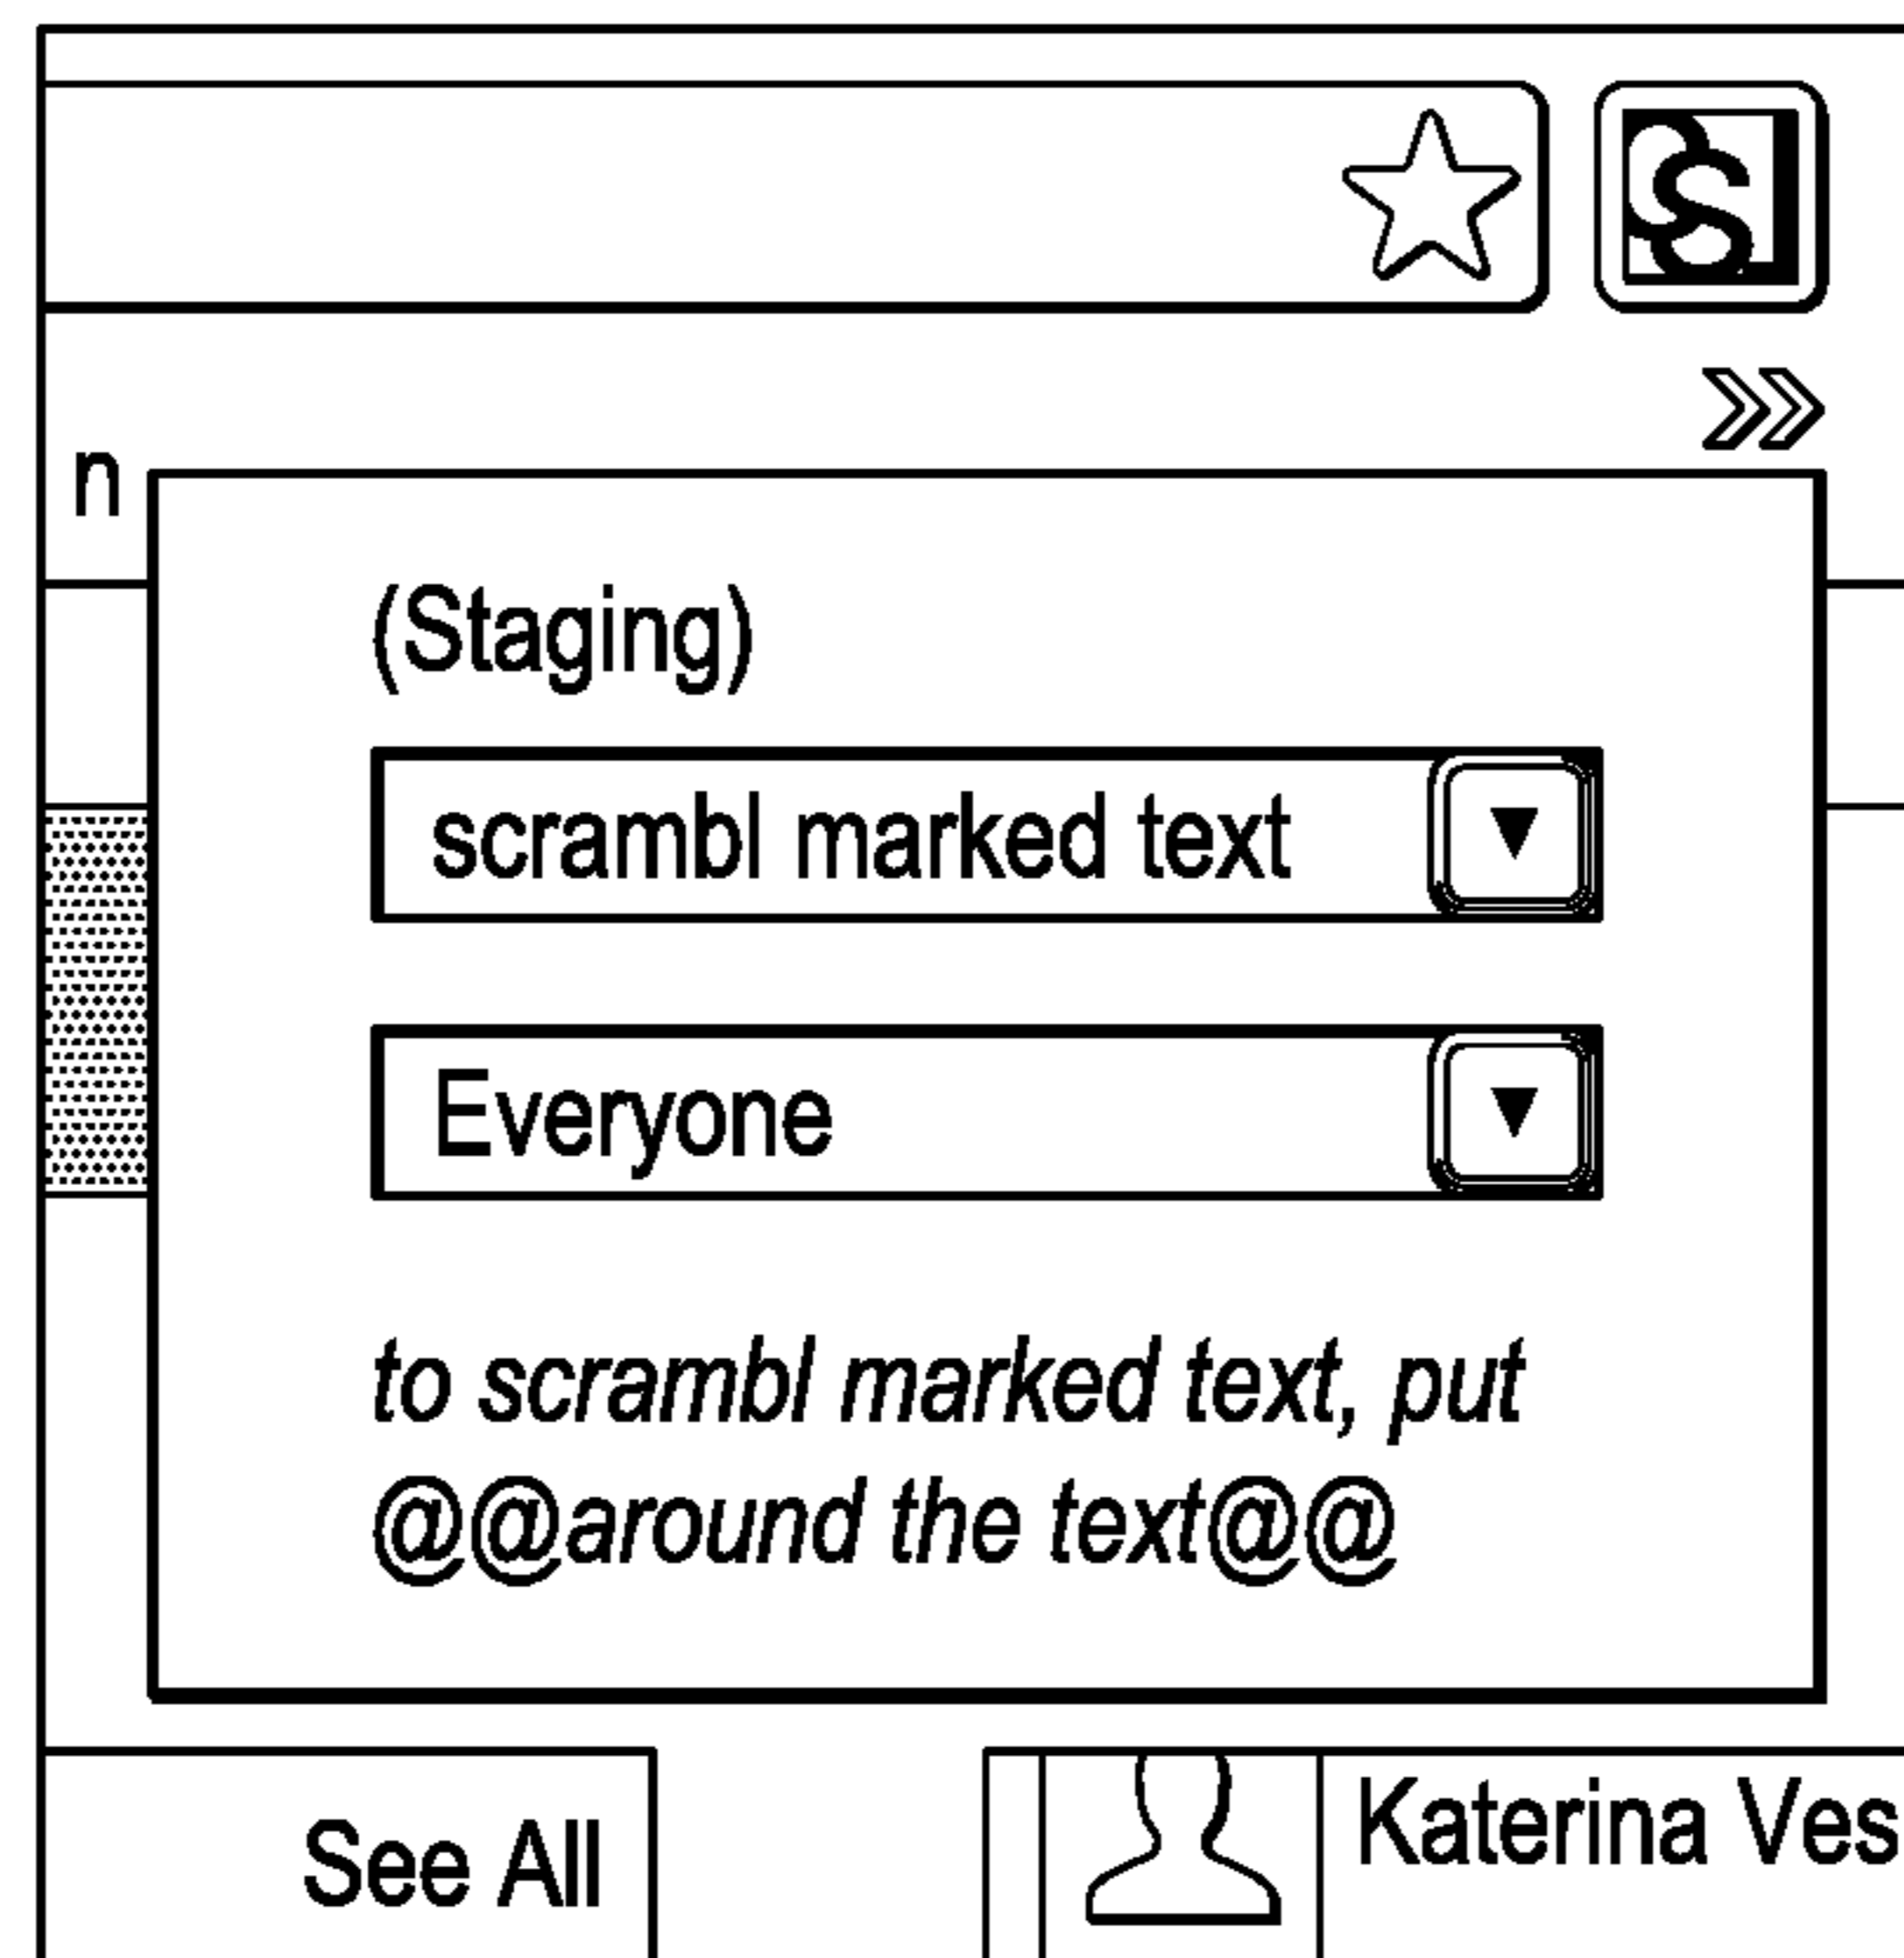 n
(Staging)
scrambl marked text
Everyone
to scrambl marked text, put
@@around the text@@
See All
Katerina Ves